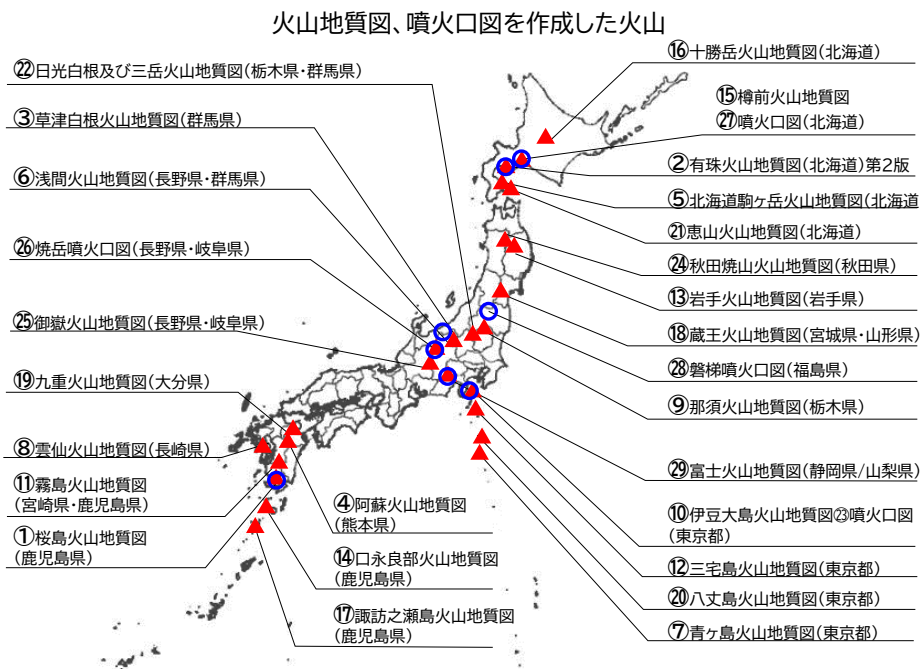 火山地質図、噴火口図を作成した火山
㉒日光白根及び三岳火山地質図(栃木県・群馬県)
③草津白根火山地質図(群馬県)
⑥浅間火山地質図(長野県・群馬県)
㉖焼岳噴火口図(長野県・岐阜県)
㉕御嶽火山地質図(長野県・岐阜県)
⑲九重火山地質図(大分県)
⑧雲仙火山地質図(長崎県)
⑪霧島火山地質図
(宮崎県・鹿児島県)
①桜島火山地質図
(鹿児島県)
④阿蘇火山地質図
(熊本県)
⑭口永良部火山地質図
(鹿児島県)
⑰諏訪之瀬島火山地質図
(鹿児島県)
⑯十勝岳火山地質図(北海道)
⑮樽前火山地質図
㉗噴火口図(北海道)
②有珠火山地質図(北海道)第2版
⑤北海道駒ヶ岳火山地質図(北海道
㉑恵山火山地質図(北海道)
㉔秋田焼山火山地質図(秋田県)
⑬岩手火山地質図(岩手県)
⑱蔵王火山地質図(宮城県・山形県)
㉘磐梯噴火口図(福島県)
⑨那須火山地質図(栃木県)
㉙富士火山地質図(静岡県/山梨県)
⑩伊豆大島火山地質図㉓噴火口図
(東京都)
⑫三宅島火山地質図(東京都)
⑳八丈島火山地質図(東京都)
⑦青ヶ島火山地質図(東京都)